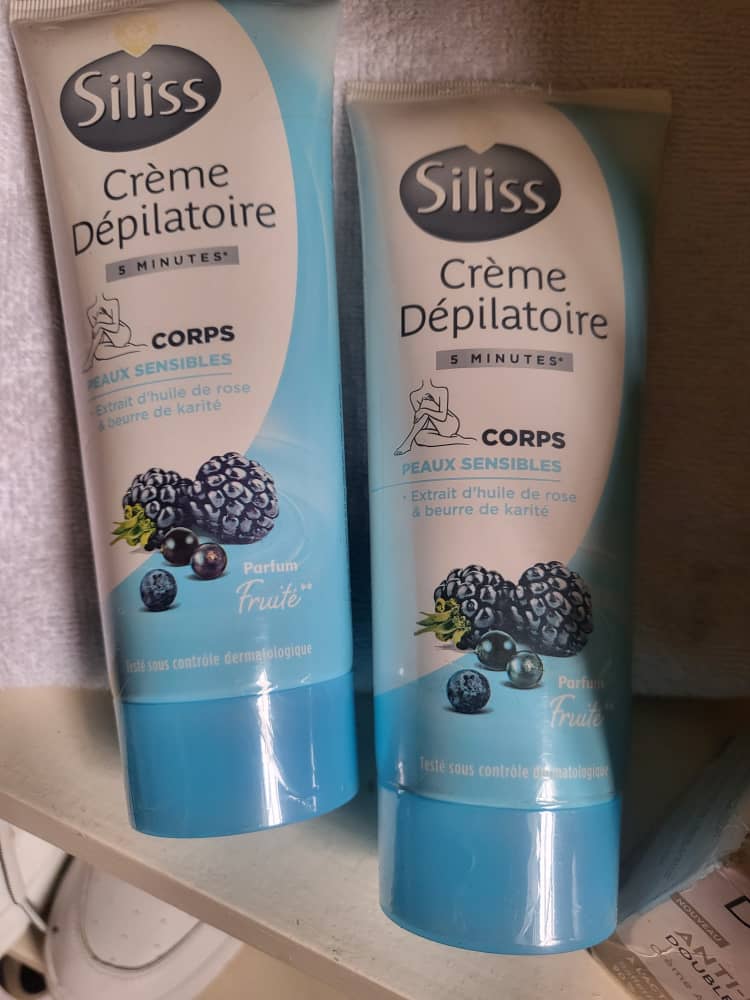 Siliss
Crème
Dépilatoire
5 MINUTES*
CORPS
PEAUX SENSIBLES
· Extrait d'huile de rose
& beurre de karité
Parfum
Fruité**
Testé sous contrôle dermatologique
Siliss
Crème
Dépilatoire
5 MINUTES*
CORPS
PEAUX SENSIBLES
· Extrait d'huile de rose
& beurre de karité
Parfum
Fruité**
Testé sous contrôle dermatologique
NOUVEAU
ANTI-
DOUBLE